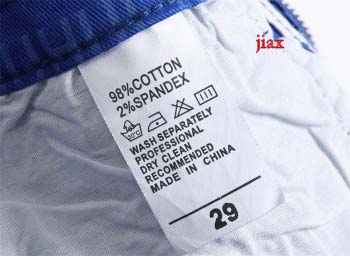 jiax
98%COTTON
2%SPANDEX
WASH SEPARATELY
PROFESSIONAL
DRY CLEAN
RECOMMENDED
MADE IN CHINA
29